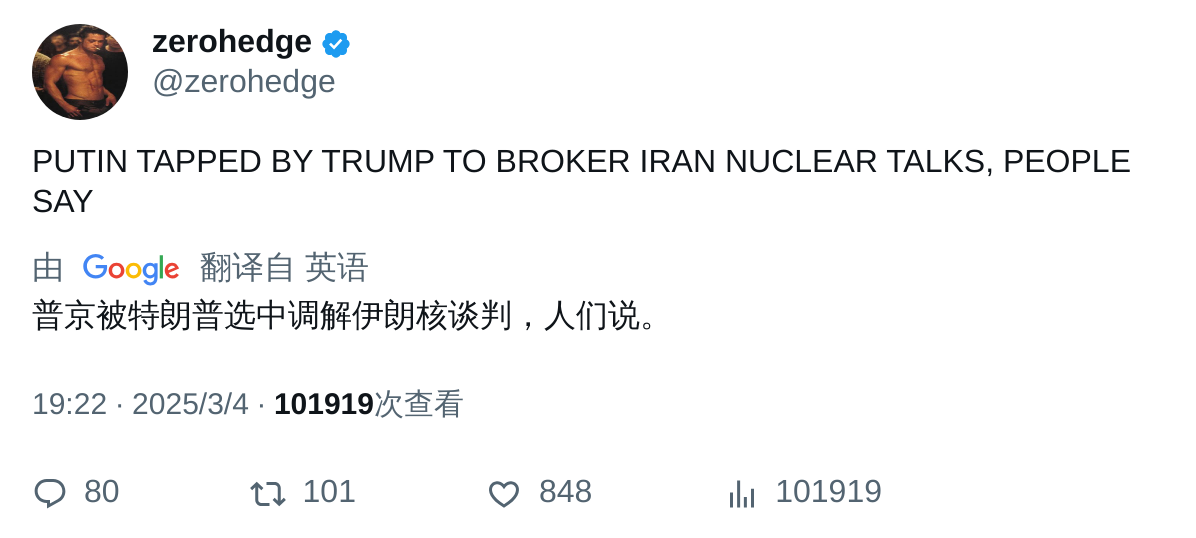 zerohedge
@zerohedge
PUTIN TAPPED BY TRUMP TO BROKER IRAN NUCLEAR TALKS, PEOPLE
SAY
由 Google 翻译自 英语
普京被特朗普选中调解伊朗核谈判，人们说。
19:22 · 2025/3/4 · 101919次查看
80 101 848 101919